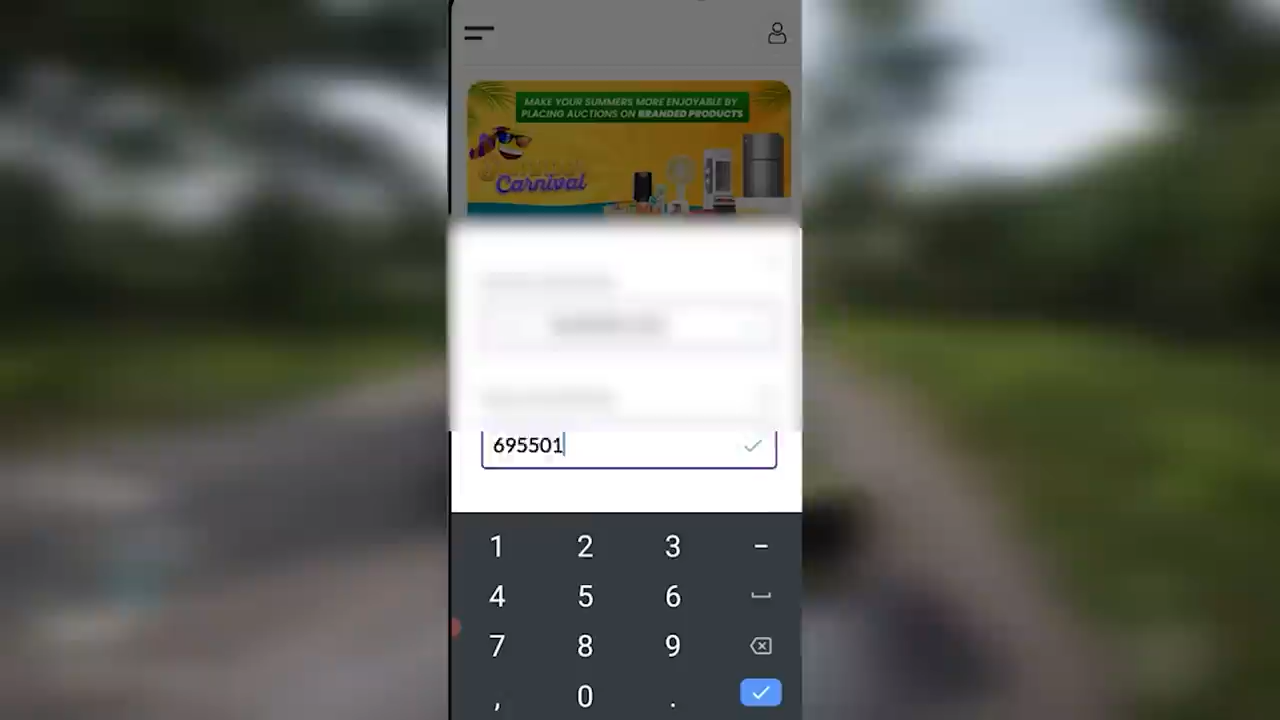 MAKE YOUR SUMMERS MORE ENJOYABLE BY
PLACING AUCTIONS ON BRANDED PRODUCTS
Carnival
695501
1 2 3 –
4 5 6
7 8 9
, 0 .